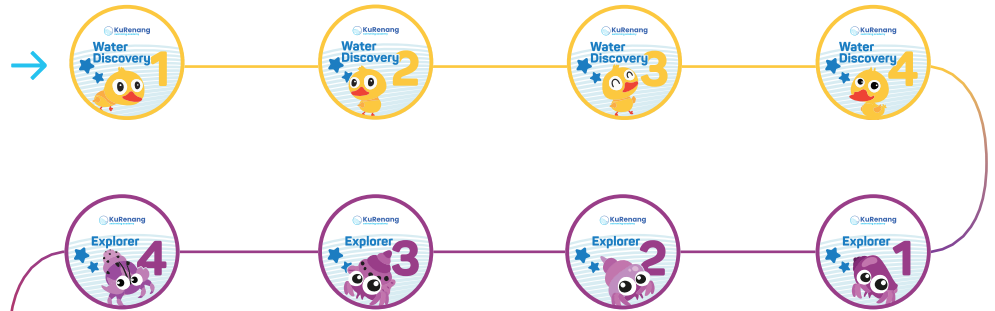 KuRenang
Water
Discovery 1
KuRenang
Water
Discovery 2
KuRenang
Water
Discovery 3
KuRenang
Water
Discovery 4
KuRenang
Explorer
4
KuRenang
Explorer
3
KuRenang
Explorer
2
KuRenang
Explorer
1